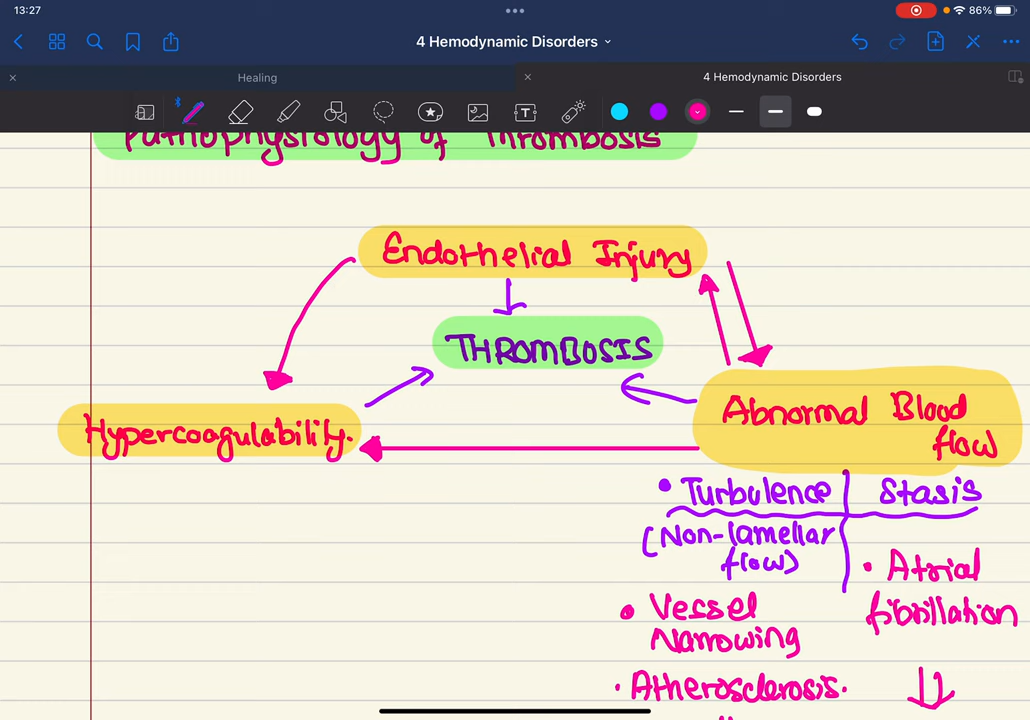 13:27
86%
4 Hemodynamic Disorders
Healing
4 Hemodynamic Disorders
Pathophysiology of Thrombosis
Endothelial Injury
THROMBOSIS
Abnormal Blood
flow
Hypercoagulability.
• Turbulence
Stasis
(Non-lamellar
flow)
• Atrial
fibrillation
• Vessel
Narrowing
• Atherosclerosis.